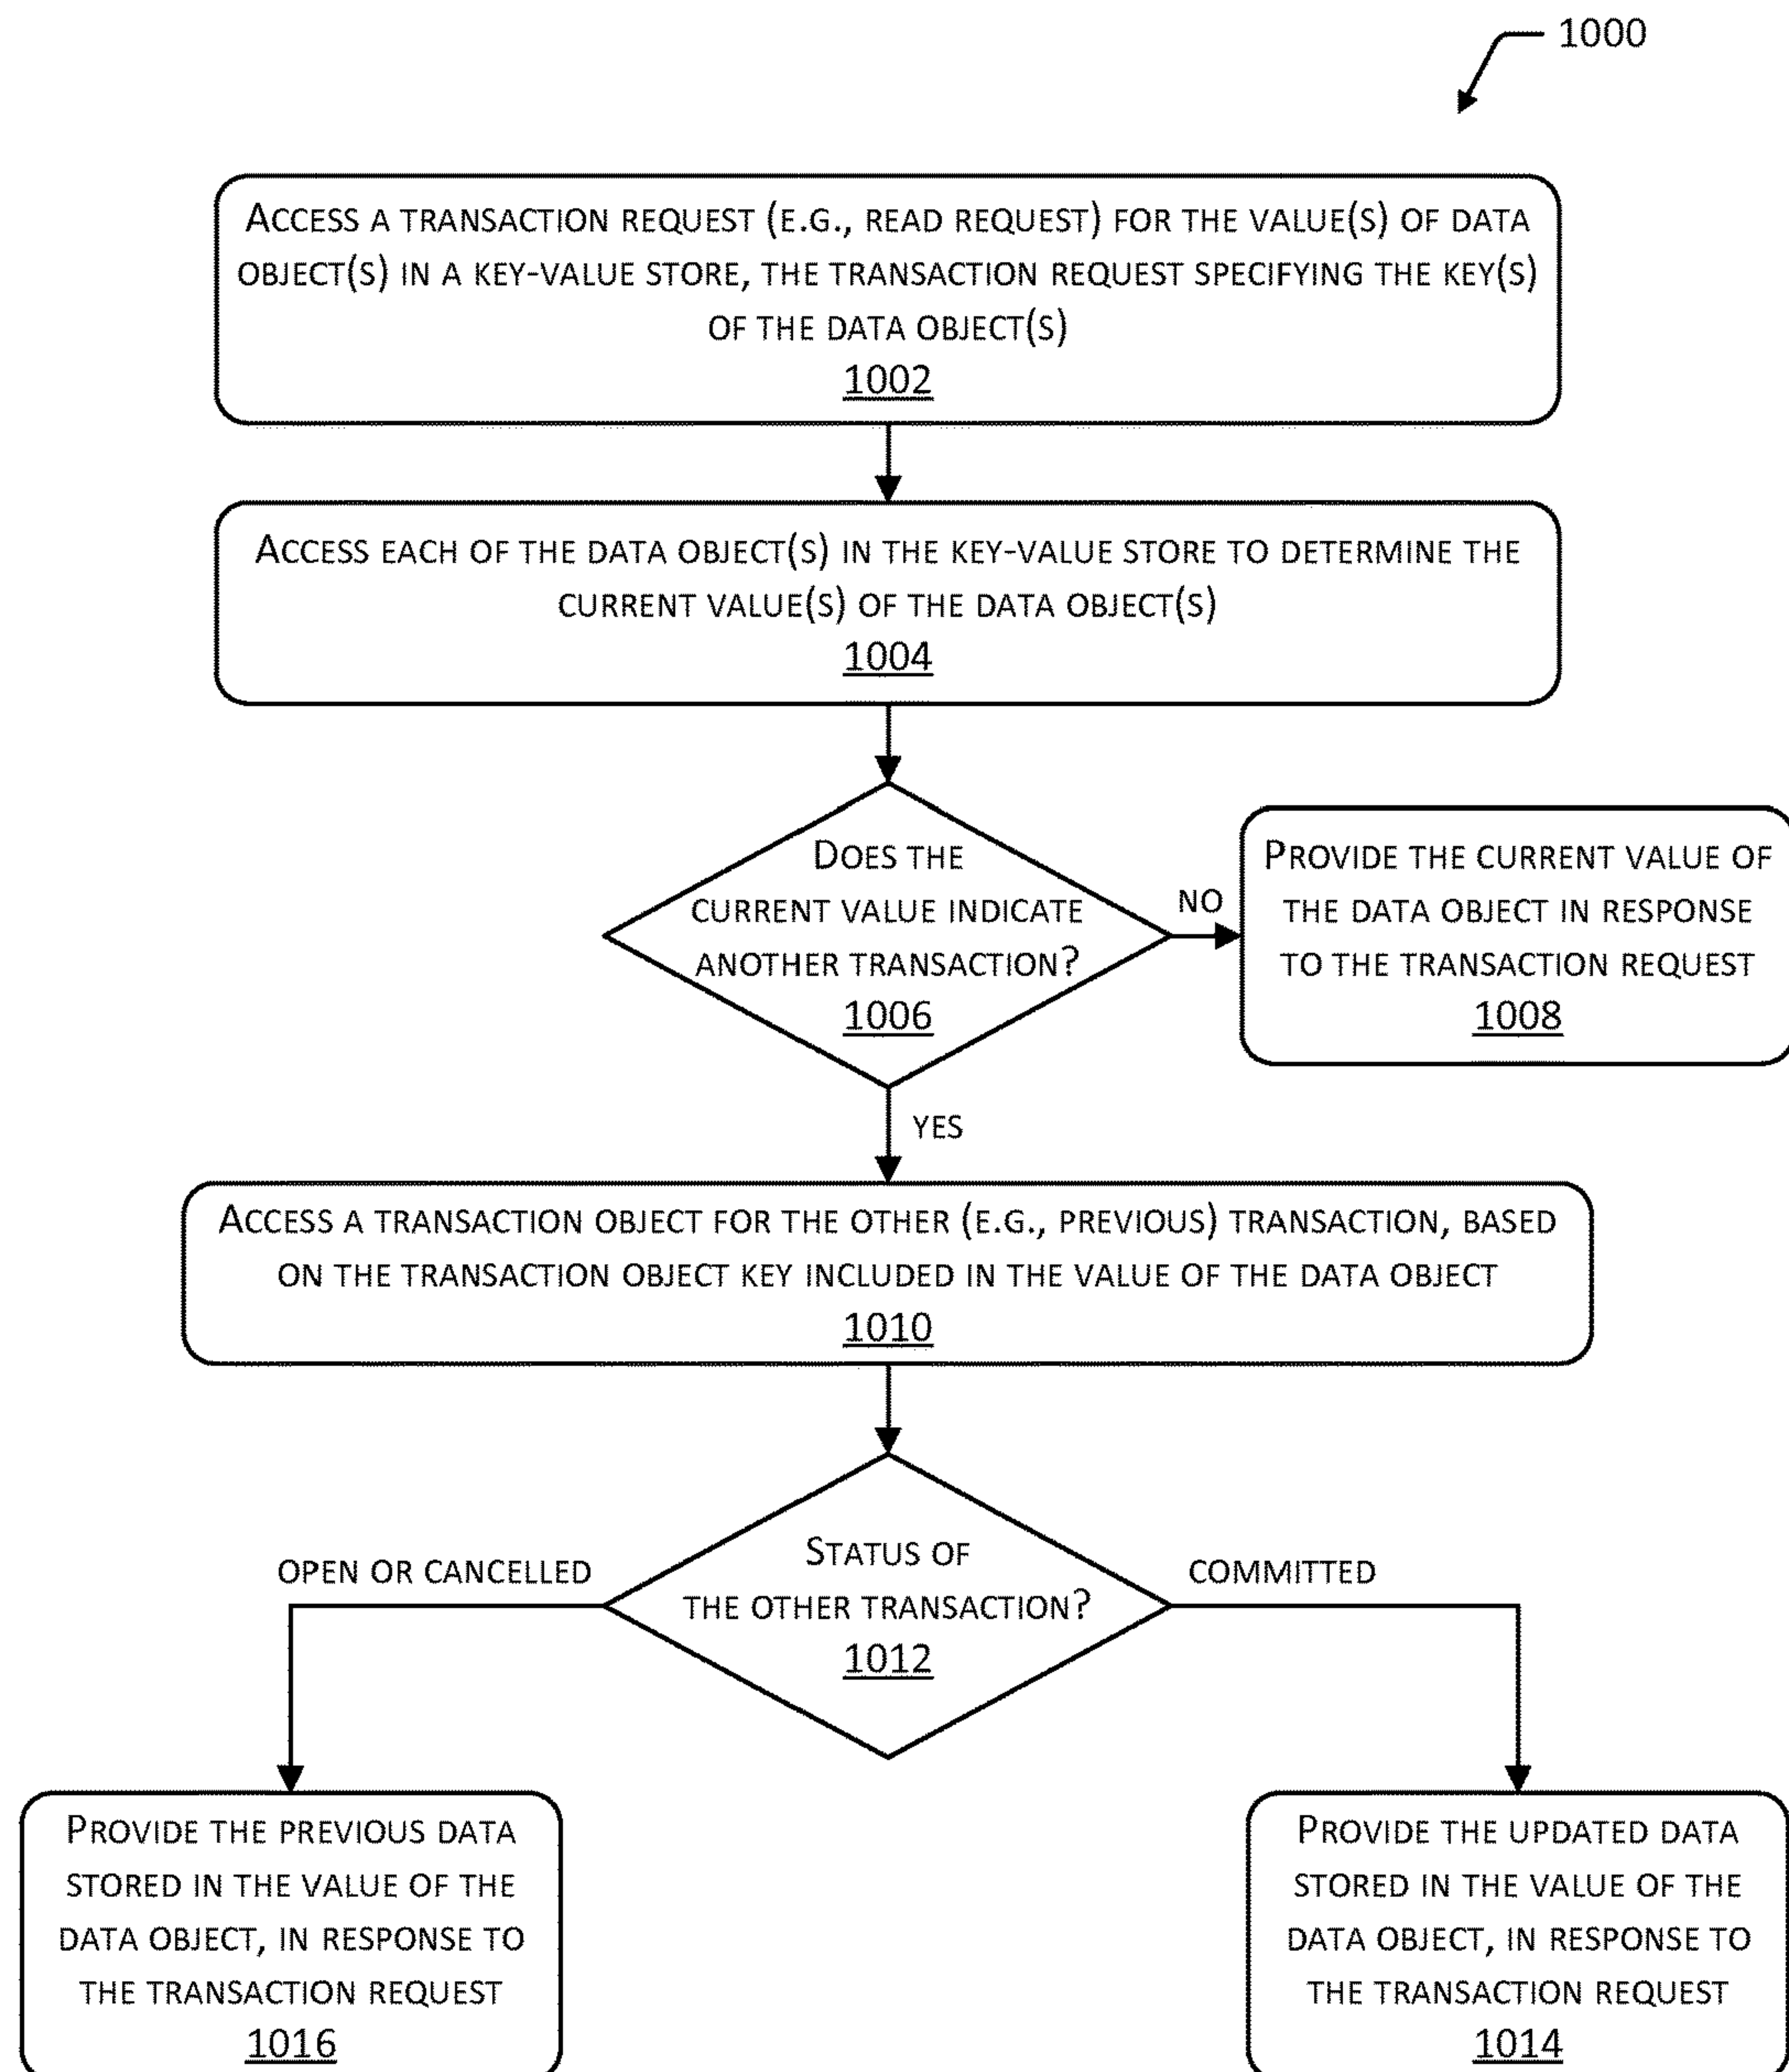 1000
ACCESS A TRANSACTION REQUEST (E.G., READ REQUEST) FOR THE VALUE(S) OF DATA
OBJECT(S) IN A KEY-VALUE STORE, THE TRANSACTION REQUEST SPECIFYING THE KEY(S)
OF THE DATA OBJECT(S)
1002
ACCESS EACH OF THE DATA OBJECT(S) IN THE KEY-VALUE STORE TO DETERMINE THE
CURRENT VALUE(S) OF THE DATA OBJECT(S)
1004
DOES THE
CURRENT VALUE INDICATE
ANOTHER TRANSACTION?
1006
NO
PROVIDE THE CURRENT VALUE OF
THE DATA OBJECT IN RESPONSE
TO THE TRANSACTION REQUEST
1008
YES
ACCESS A TRANSACTION OBJECT FOR THE OTHER (E.G., PREVIOUS) TRANSACTION, BASED
ON THE TRANSACTION OBJECT KEY INCLUDED IN THE VALUE OF THE DATA OBJECT
1010
STATUS OF
THE OTHER TRANSACTION?
1012
OPEN OR CANCELLED
COMMITTED
PROVIDE THE PREVIOUS DATA
STORED IN THE VALUE OF THE
DATA OBJECT, IN RESPONSE TO
THE TRANSACTION REQUEST
1016
PROVIDE THE UPDATED DATA
STORED IN THE VALUE OF THE
DATA OBJECT, IN RESPONSE TO
THE TRANSACTION REQUEST
1014